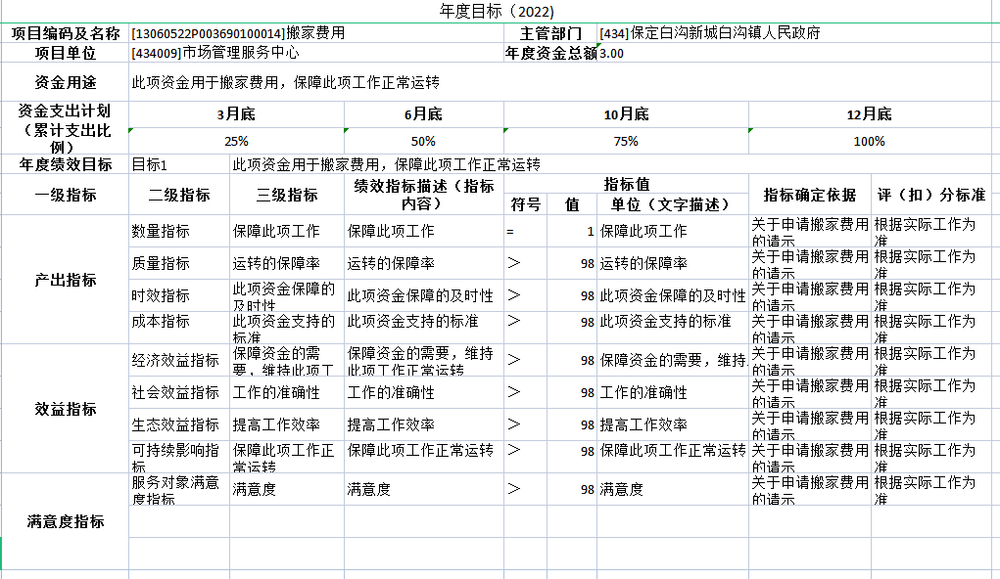 年度目标（2022)
项目编码及名称 [13060522P003690100014]搬家费用 主管部门 [434]保定白沟新城白沟镇人民政府
项目单位 [434009]市场管理服务中心 年度资金总额 3.00
资金用途 此项资金用于搬家费用，保障此项工作正常运转
资金支出计划（累计支出比例） 3月底 6月底 10月底 12月底
25% 50% 75% 100%
年度绩效目标 目标1 此项资金用于搬家费用，保障此项工作正常运转
一级指标 二级指标 三级指标 绩效指标描述（指标内容） 指标值 指标确定依据 评（扣）分标准
符号 值 单位（文字描述）
产出指标
数量指标 保障此项工作 保障此项工作 = 1 保障此项工作 关于申请搬家费用的请示 根据实际工作为准
质量指标 运转的保障率 运转的保障率 ＞ 98 运转的保障率 关于申请搬家费用的请示 根据实际工作为准
时效指标 此项资金保障的及时性 此项资金保障的及时性 ＞ 98 此项资金保障的及时性 关于申请搬家费用的请示 根据实际工作为准
成本指标 此项资金支持的标准 此项资金支持的标准 ＞ 98 此项资金支持的标准 关于申请搬家费用的请示 根据实际工作为准
效益指标
经济效益指标 保障资金的需要，维持此项工 保障资金的需要，维持此项工作正常运转 ＞ 98 保障资金的需要，维持 关于申请搬家费用的请示 根据实际工作为准
社会效益指标 工作的准确性 工作的准确性 ＞ 98 工作的准确性 关于申请搬家费用的请示 根据实际工作为准
生态效益指标 提高工作效率 提高工作效率 ＞ 98 提高工作效率 关于申请搬家费用的请示 根据实际工作为准
可持续影响指标 保障此项工作正常运转 保障此项工作正常运转 ＞ 98 保障此项工作正常运转 关于申请搬家费用的请示 根据实际工作为准
满意度指标
服务对象满意度指标 满意度 满意度 ＞ 98 满意度 关于申请搬家费用的请示 根据实际工作为准